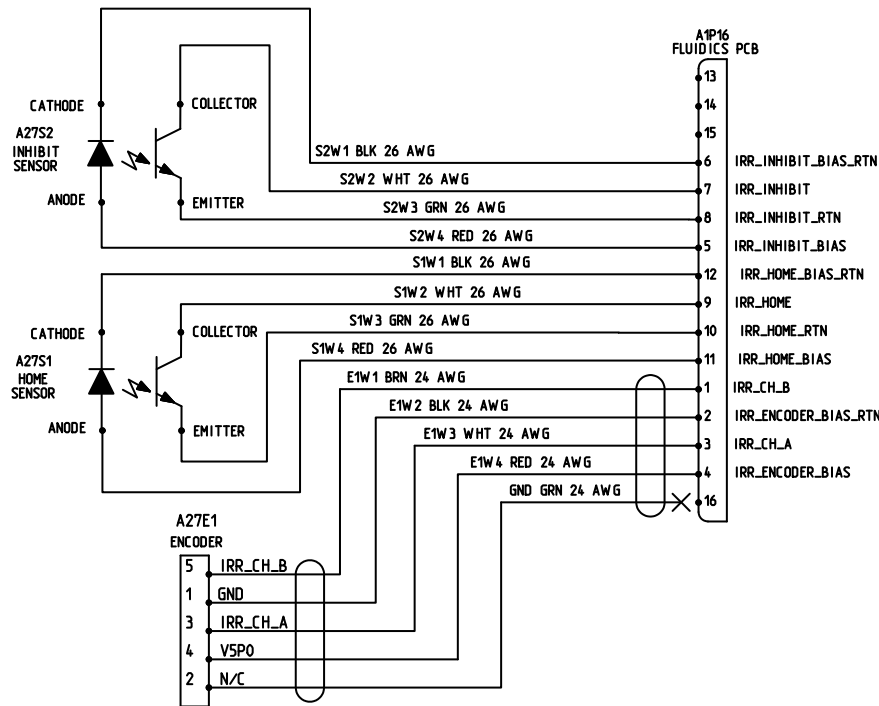 A1P16
FLUIDICS PCB
13
14
15
6 IRR_INHIBIT_BIAS_RTN
7 IRR_INHIBIT
8 IRR_INHIBIT_RTN
5 IRR_INHIBIT_BIAS
12 IRR_HOME_BIAS_RTN
9 IRR_HOME
10 IRR_HOME_RTN
11 IRR_HOME_BIAS
1 IRR_CH_B
2 IRR_ENCODER_BIAS_RTN
3 IRR_CH_A
4 IRR_ENCODER_BIAS
16
CATHODE
COLLECTOR
A27S2
INHIBIT
SENSOR
ANODE
EMITTER
S2W1 BLK 26 AWG
S2W2 WHT 26 AWG
S2W3 GRN 26 AWG
S2W4 RED 26 AWG
S1W1 BLK 26 AWG
S1W2 WHT 26 AWG
S1W3 GRN 26 AWG
S1W4 RED 26 AWG
CATHODE
COLLECTOR
A27S1
HOME
SENSOR
ANODE
EMITTER
E1W1 BRN 24 AWG
E1W2 BLK 24 AWG
E1W3 WHT 24 AWG
E1W4 RED 24 AWG
GND GRN 24 AWG
A27E1
ENCODER
5 IRR_CH_B
1 GND
3 IRR_CH_A
4 V5P0
2 N/C